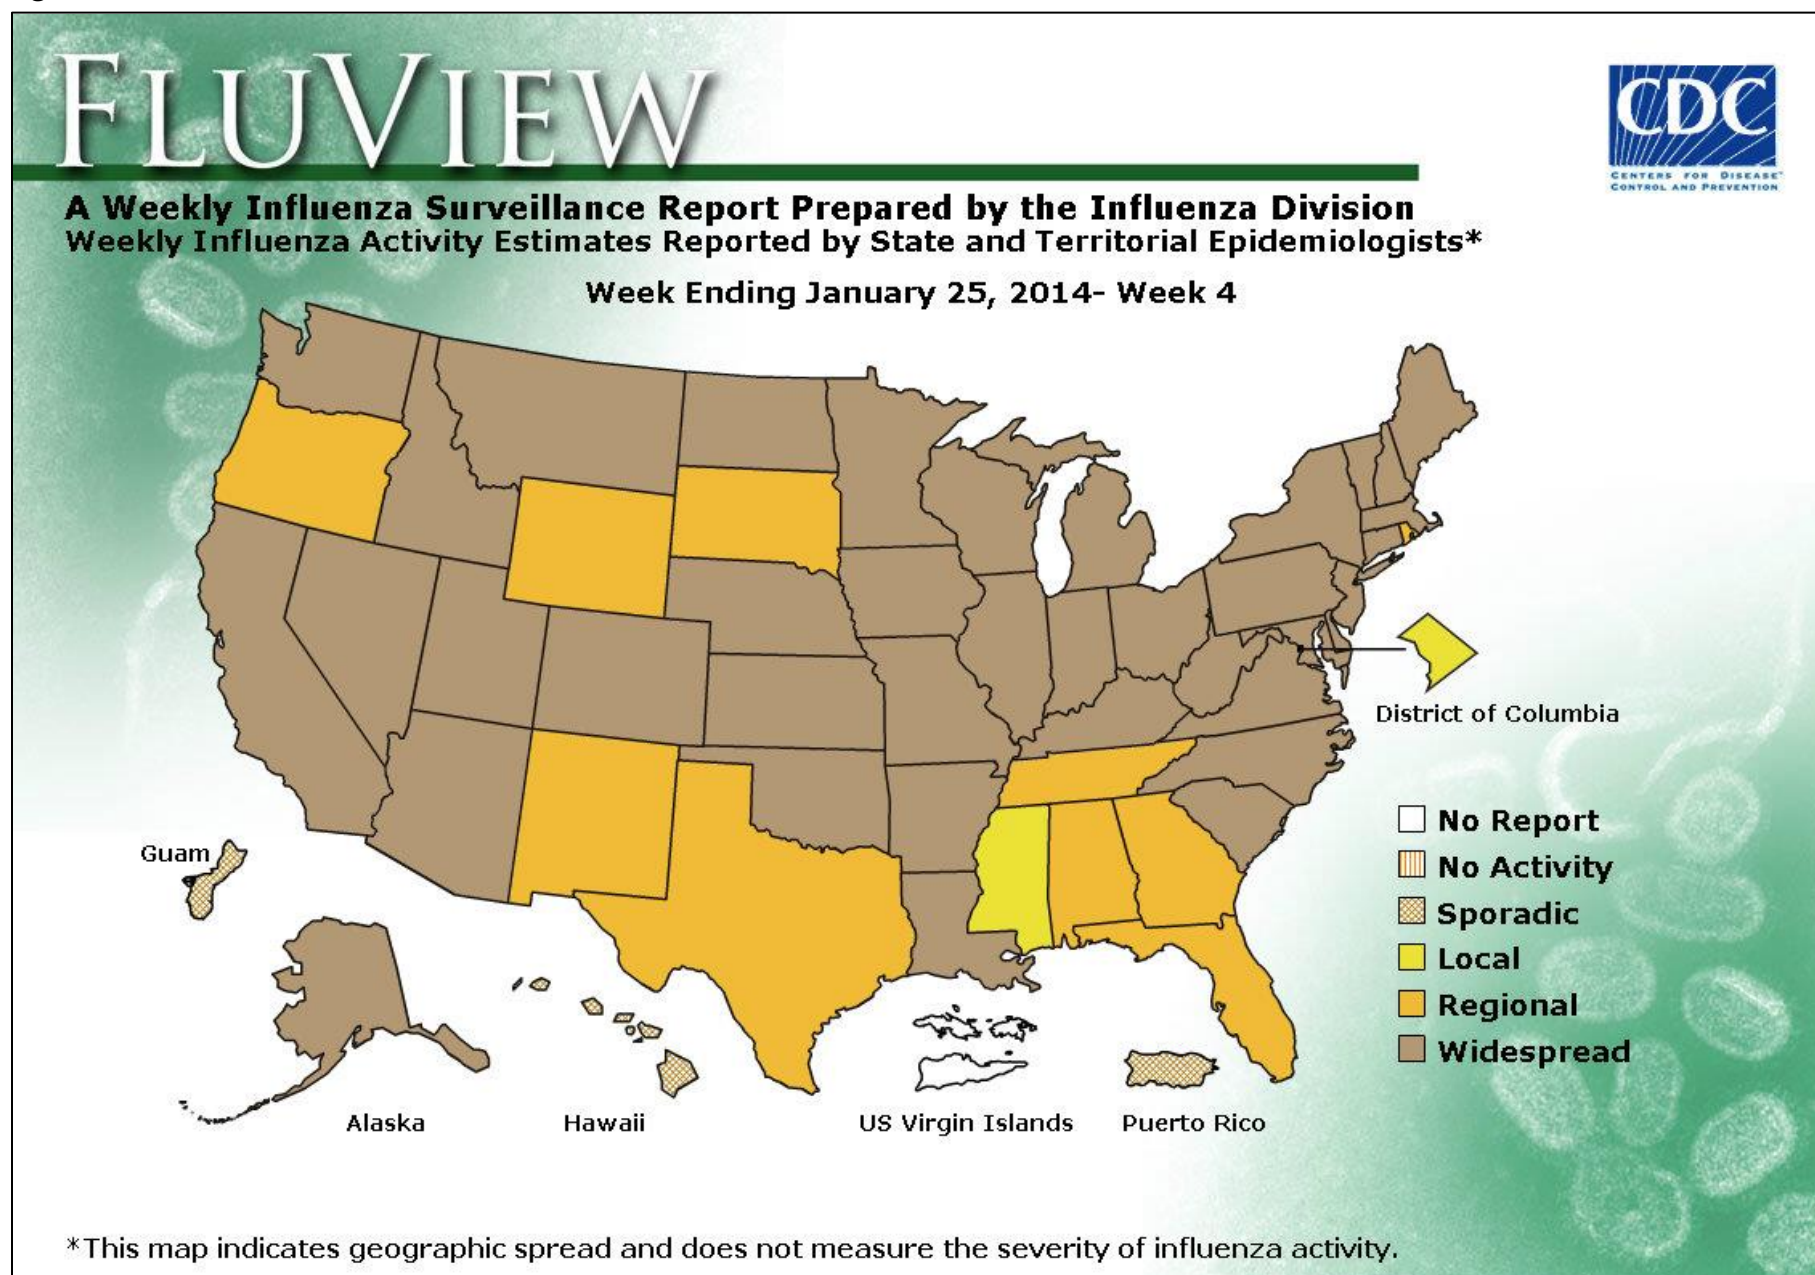 FLUVIEW
CDC
CENTERS FOR DISEASE
CONTROL AND PREVENTION
A Weekly Influenza Surveillance Report Prepared by the Influenza Division
Weekly Influenza Activity Estimates Reported by State and Territorial Epidemiologists*
Week Ending January 25, 2014- Week 4
District of Columbia
No Report
Guam
No Activity
Sporadic
Local
Regional
Widespread
Alaska
Hawaii
US Virgin Islands
Puerto Rico
*This map indicates geographic spread and does not measure the severity of influenza activity.